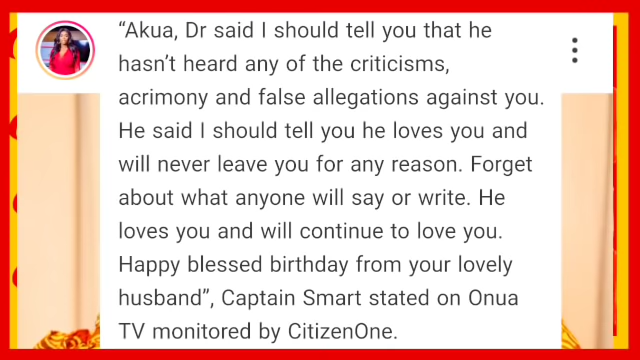 “Akua, Dr said I should tell you that he
hasn’t heard any of the criticisms,
acrimony and false allegations against you.
He said I should tell you he loves you and
will never leave you for any reason. Forget
about what anyone will say or write. He
loves you and will continue to love you.
Happy blessed birthday from your lovely
husband”, Captain Smart stated on Onua
TV monitored by CitizenOne.